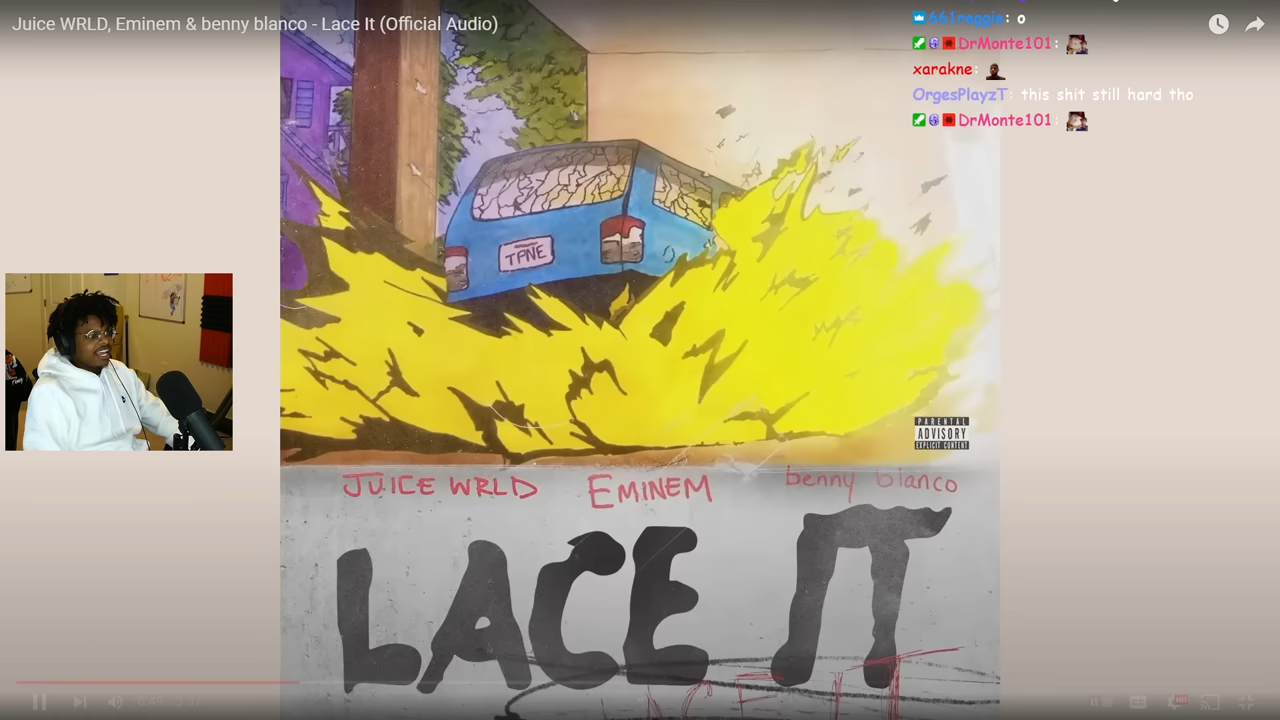 Juice WRLD, Eminem & benny blanco - Lace It (Official Audio)
661reggie: o
DrMonte101:
xarakne:
OrgesPlayzT: this shit still hard tho
DrMonte101:
TPNE
PARENTAL
ADVISORY
EXPLICIT CONTENT
JUICE WRLD EMINEM benny blanco
LACE IT